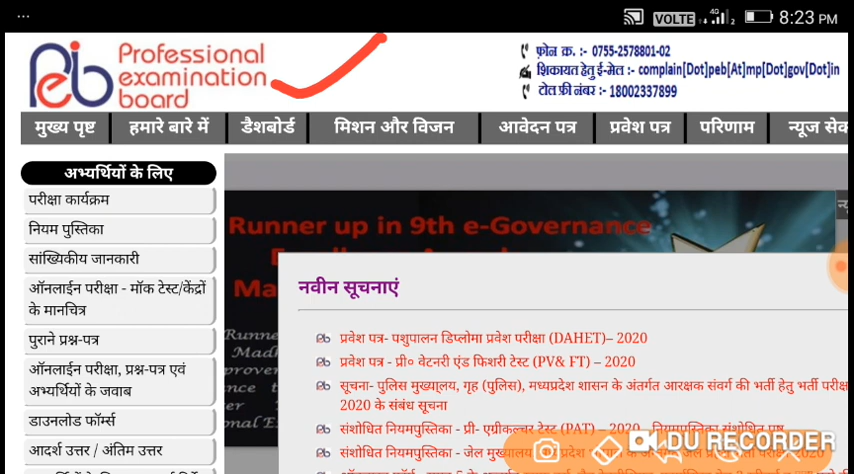 ... VOLTE 4G 2 8:23 PM
Peb Professional examination board
फ़ोन क्र. :- 0755-2578801-02
शिकायत हेतु ई-मेल :- complain[Dot]peb[At]mp[Dot]gov[Dot]in
टोल फ्री नंबर :- 18002337899
मुख्य पृष्ट हमारे बारे में डैशबोर्ड मिशन और विजन आवेदन पत्र प्रवेश पत्र परिणाम न्यूज
अभ्यर्थियों के लिए
परीक्षा कार्यक्रम
नियम पुस्तिका
सांख्यिकीय जानकारी
ऑनलाईन परीक्षा - मॉक टेस्ट/केंद्रों
के मानचित्र
पुराने प्रश्न-पत्र
ऑनलाईन परीक्षा, प्रश्न-पत्र एवं
अभ्यर्थियों के जवाब
डाउनलोड फॉर्म्स
आदर्श उत्तर / अंतिम उत्तर
Runner up in 9th e-Governance
नवीन सूचनाएं
प्रवेश पत्र- पशुपालन डिप्लोमा प्रवेश परीक्षा (DAHET)– 2020
प्रवेश पत्र - प्री० वेटनरी एंड फिशरी टेस्ट (PV& FT) – 2020
सूचना- पुलिस मुख्यालय, गृह (पुलिस), मध्यप्रदेश शासन के अंतर्गत आरक्षक संवर्ग की भर्ती हेतु भर्ती
2020 के संबंध सूचना
संशोधित नियमपुस्तिका - प्री- एग्रीकल्चर टेस्ट (PAT) – 2020
संशोधित नियमपुस्तिका - जेल
DU RECORDER